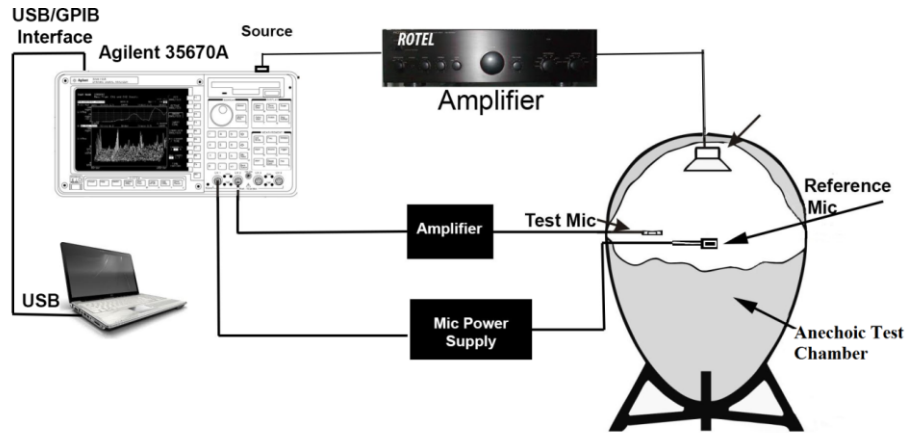 USB/GPIB
Interface
Agilent 35670A
Source
ROTEL
Amplifier
Reference
Mic
Test Mic
Amplifier
USB
Mic Power
Supply
Anechoic Test
Chamber